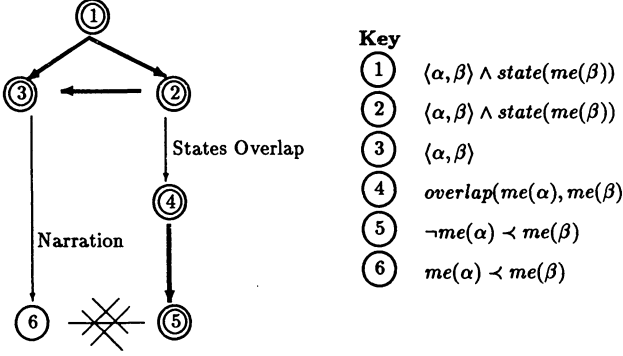 1
3
2
States Overlap
4
Narration
6
5
Key
1 ⟨α, β⟩ ∧ state(me(β))
2 ⟨α, β⟩ ∧ state(me(β))
3 ⟨α, β⟩
4 overlap(me(α), me(β)
5 ¬me(α) ≺ me(β)
6 me(α) ≺ me(β)